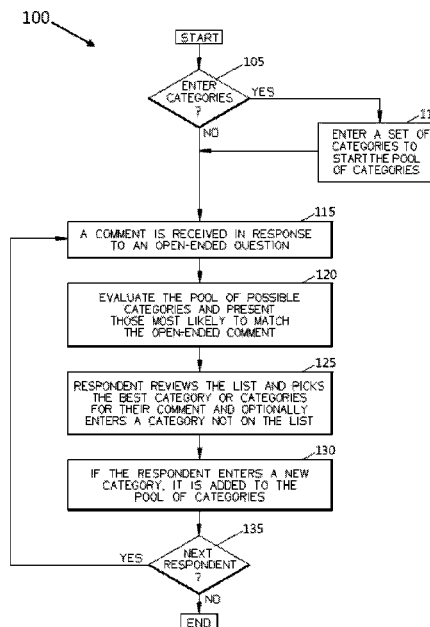 100
START
105
ENTER
CATEGORIES
?
YES
NO
11
ENTER A SET OF
CATEGORIES TO
START THE POOL
OF CATEGORIES
115
A COMMENT IS RECEIVED IN RESPONSE
TO AN OPEN-ENDED QUESTION
120
EVALUATE THE POOL OF POSSIBLE
CATEGORIES AND PRESENT
THOSE MOST LIKELY TO MATCH
THE OPEN-ENDED COMMENT
125
RESPONDENT REVIEWS THE LIST AND PICKS
THE BEST CATEGORY OR CATEGORIES
FOR THEIR COMMENT AND OPTIONALLY
ENTERS A CATEGORY NOT ON THE LIST
130
IF THE RESPONDENT ENTERS A NEW
CATEGORY, IT IS ADDED TO THE
POOL OF CATEGORIES
135
YES
NEXT
RESPONDENT
?
NO
END